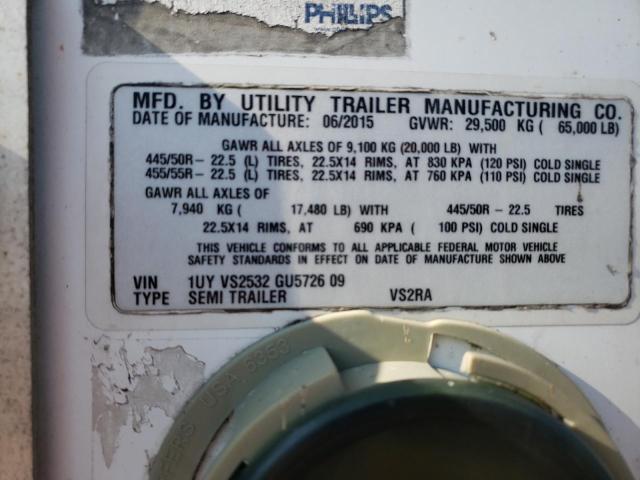 PHILLIPS
MFD. BY UTILITY TRAILER MANUFACTURING CO.
DATE OF MANUFACTURE: 06/2015 GVWR: 29,500 KG ( 65,000 LB)
GAWR ALL AXLES OF 9,100 KG (20,000 LB) WITH
445/50R- 22.5 (L) TIRES, 22.5X14 RIMS, AT 830 KPA (120 PSI) COLD SINGLE
455/55R- 22.5 (L) TIRES, 22.5X14 RIMS, AT 760 KPA (110 PSI) COLD SINGLE
GAWR ALL AXLES OF
7,940 KG ( 17,480 LB) WITH 445/50R - 22.5 TIRES
22.5X14 RIMS, AT 690 KPA ( 100 PSI) COLD SINGLE
THIS VEHICLE CONFORMS TO ALL APPLICABLE FEDERAL MOTOR VEHICLE
SAFETY STANDARDS IN EFFECT ON DATE OF MANUFACTURE SHOWN ABOVE
VIN 1UY VS2532 GU5726 09
TYPE SEMI TRAILER VS2RA
USA 5353